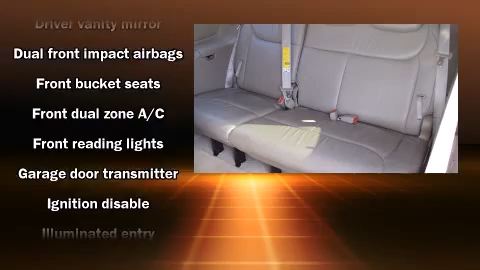 Driver vanity mirror
Dual front impact airbags
Front bucket seats
Front dual zone A/C
Front reading lights
Garage door transmitter
Ignition disable
Illuminated entry